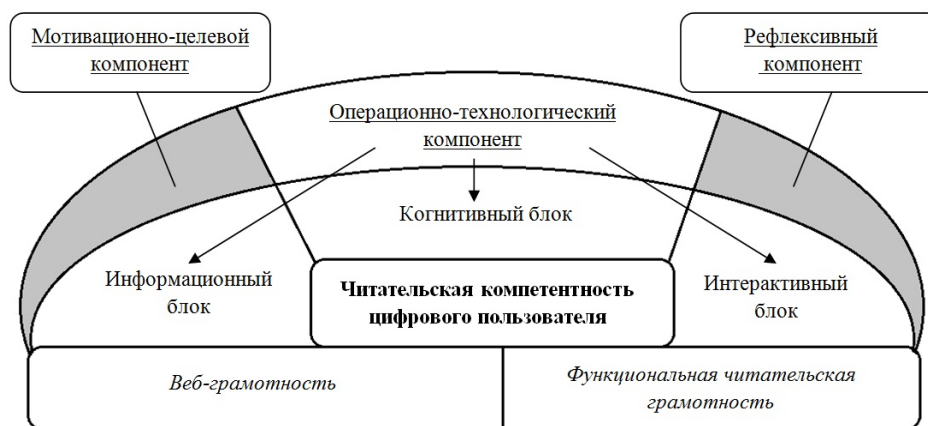 Мотивационно-целевой
компонент
Рефлексивный
компонент
Операционно-технологический
компонент
Когнитивный блок
Информационный
блок
Читательская компетентность
цифрового пользователя
Интерактивный
блок
Веб-грамотность
Функциональная читательская
грамотность